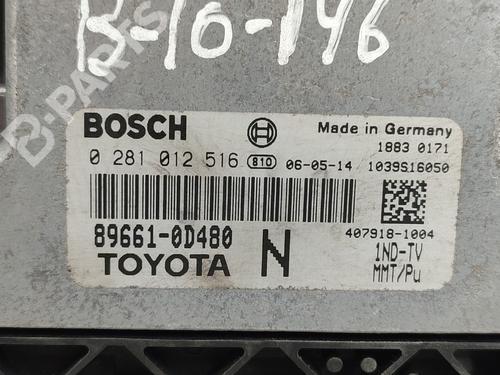 B-10-146
B-PARTS
BOSCH
Made in Germany
1883 0171
0 281 012 516 810 06-05-14 1039S16050
407918-1004
89661-0D480
N
1ND-TV
TOYOTA
MMT/Pu